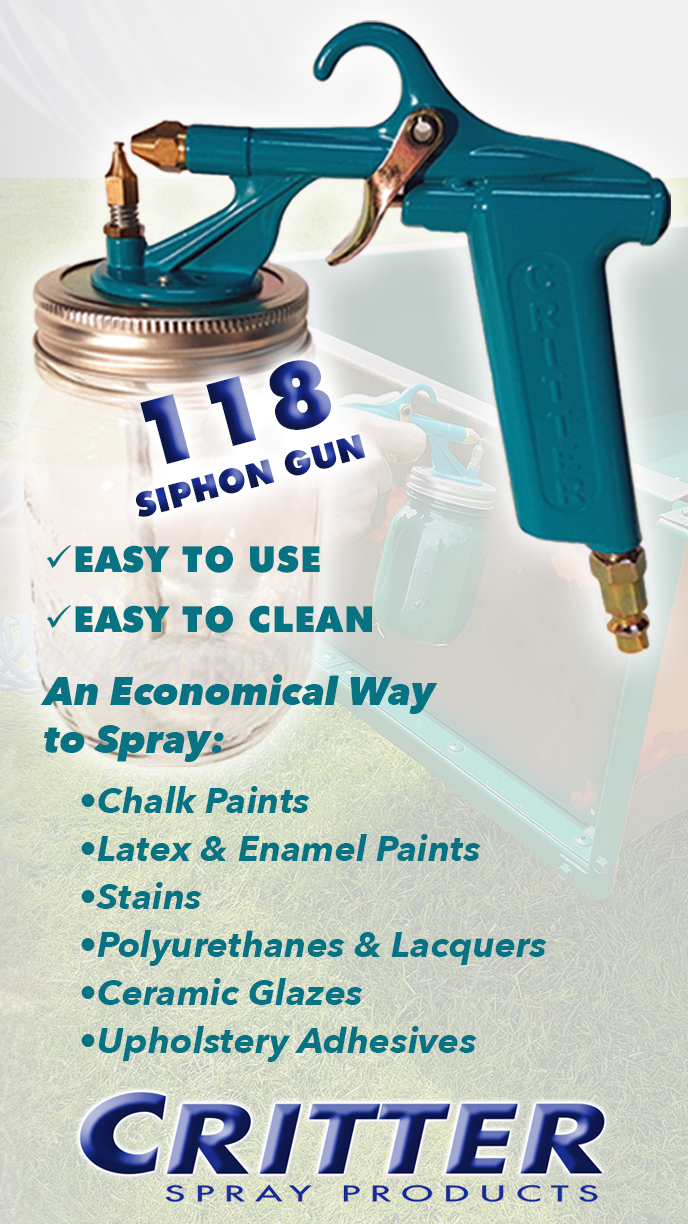 CRITTER
118
SIPHON GUN
✓EASY TO USE
✓EASY TO CLEAN
An Economical Way
to Spray:
•Chalk Paints
•Latex & Enamel Paints
•Stains
•Polyurethanes & Lacquers
•Ceramic Glazes
•Upholstery Adhesives
CRITTER
SPRAY PRODUCTS